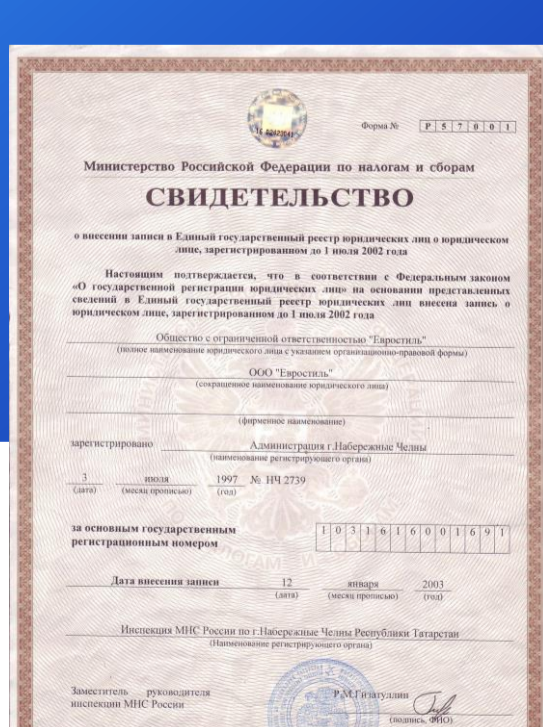 Форма № Р 5 7 0 0 1
Министерство Российской Федерации по налогам и сборам
СВИДЕТЕЛЬСТВО
о внесении записи в Единый государственный реестр юридических лиц о юридическом
лице, зарегистрированном до 1 июля 2002 года
Настоящим подтверждается, что в соответствии с Федеральным законом
«О государственной регистрации юридических лиц» на основании представленных
сведений в Единый государственный реестр юридических лиц внесена запись о
юридическом лице, зарегистрированном до 1 июля 2002 года
Общество с ограниченной ответственностью "Евростиль"
(полное наименование юридического лица с указанием организационно-правовой формы)
ООО "Евростиль"
(сокращенное наименование юридического лица)
(фирменное наименование)
зарегистрировано Администрация г.Набережные Челны
(наименование регистрирующего органа)
3 июля 1997 № НЧ 2739
(дата) (месяц прописью) (год)
за основным государственным
регистрационным номером
1 0 3 1 6 1 6 0 0 1 6 9 1
Дата внесения записи 12 января 2003
(дата) (месяц прописью) (год)
Инспекция МНС России по г.Набережные Челны Республики Татарстан
(Наименование регистрирующего органа)
Заместитель руководителя
инспекции МНС России
Р.М.Гизатуллин
(подпись, ФИО)